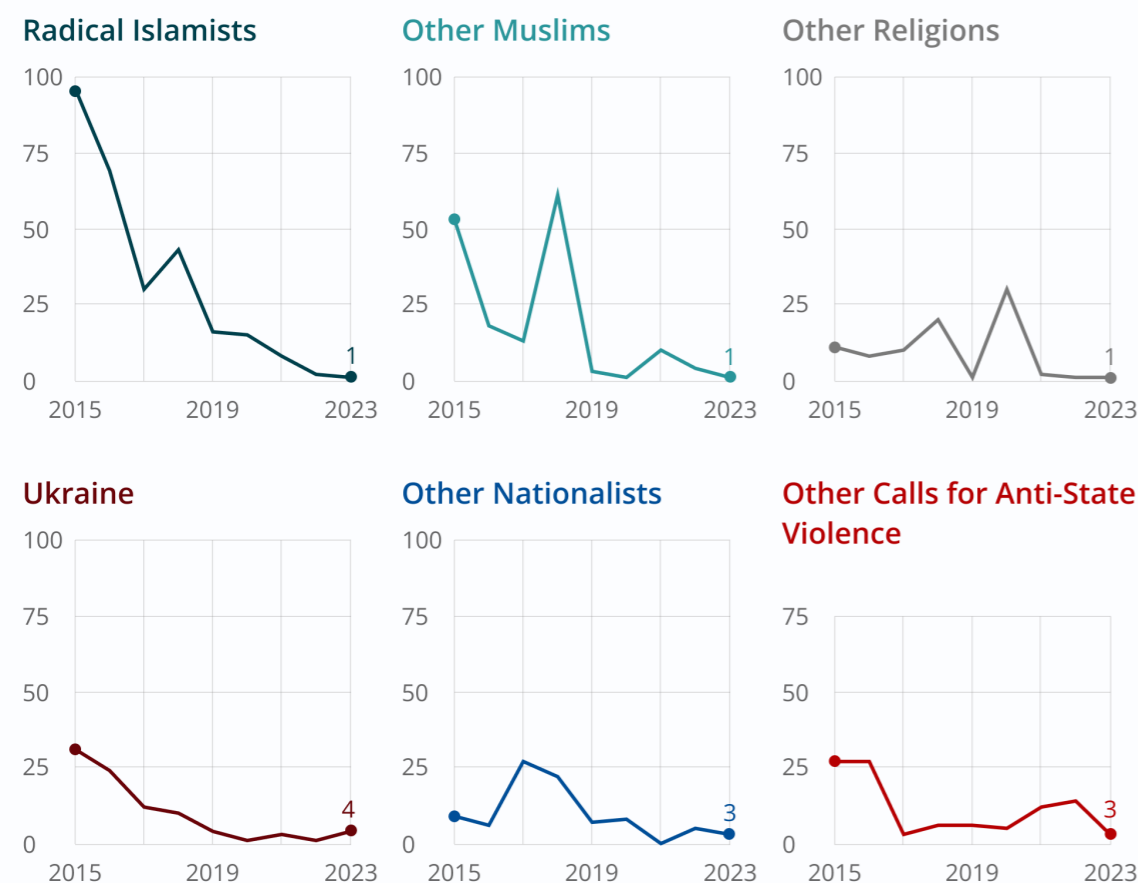 Radical Islamists Other Muslims Other Religions
100 100 100
75 75 75
50 50 50
25 25 25
1 1 1
0 0 0
2015 2019 2023 2015 2019 2023 2015 2019 2023
Ukraine Other Nationalists Other Calls for Anti-State
Violence
100 100
75 75 75
50 50 50
25 25 25
4 3 3
0 0 0
2015 2019 2023 2015 2019 2023 2015 2019 2023